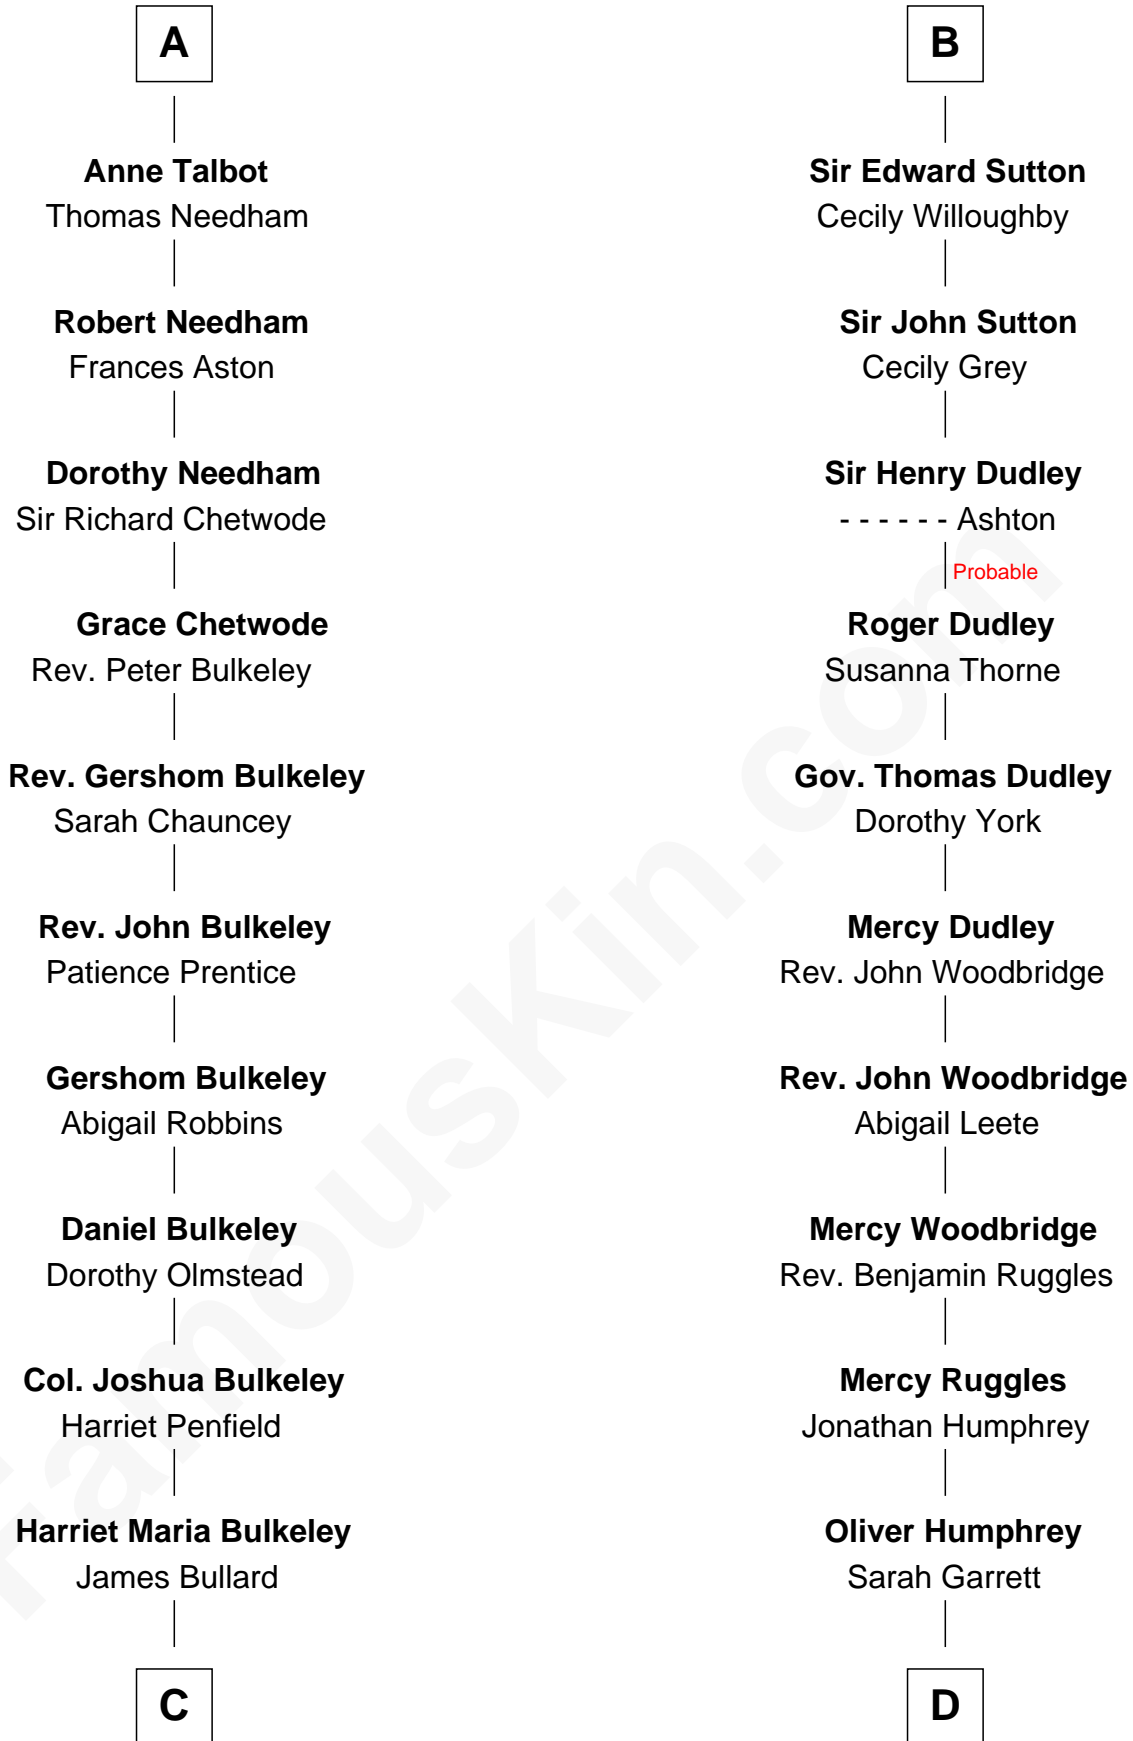 A
Anne Talbot
Thomas Needham
Robert Needham
Frances Aston
Dorothy Needham
Sir Richard Chetwode
Grace Chetwode
Rev. Peter Bulkeley
Rev. Gershom Bulkeley
Sarah Chauncey
Rev. John Bulkeley
Patience Prentice
Gershom Bulkeley
Abigail Robbins
Daniel Bulkeley
Dorothy Olmstead
Col. Joshua Bulkeley
Harriet Penfield
Harriet Maria Bulkeley
James Bullard
C
B
Sir Edward Sutton
Cecily Willoughby
Sir John Sutton
Cecily Grey
Sir Henry Dudley
- - - - - - Ashton
Probable
Roger Dudley
Susanna Thorne
Gov. Thomas Dudley
Dorothy York
Mercy Dudley
Rev. John Woodbridge
Rev. John Woodbridge
Abigail Leete
Mercy Woodbridge
Rev. Benjamin Ruggles
Mercy Ruggles
Jonathan Humphrey
Oliver Humphrey
Sarah Garrett
D
FamousKin.com